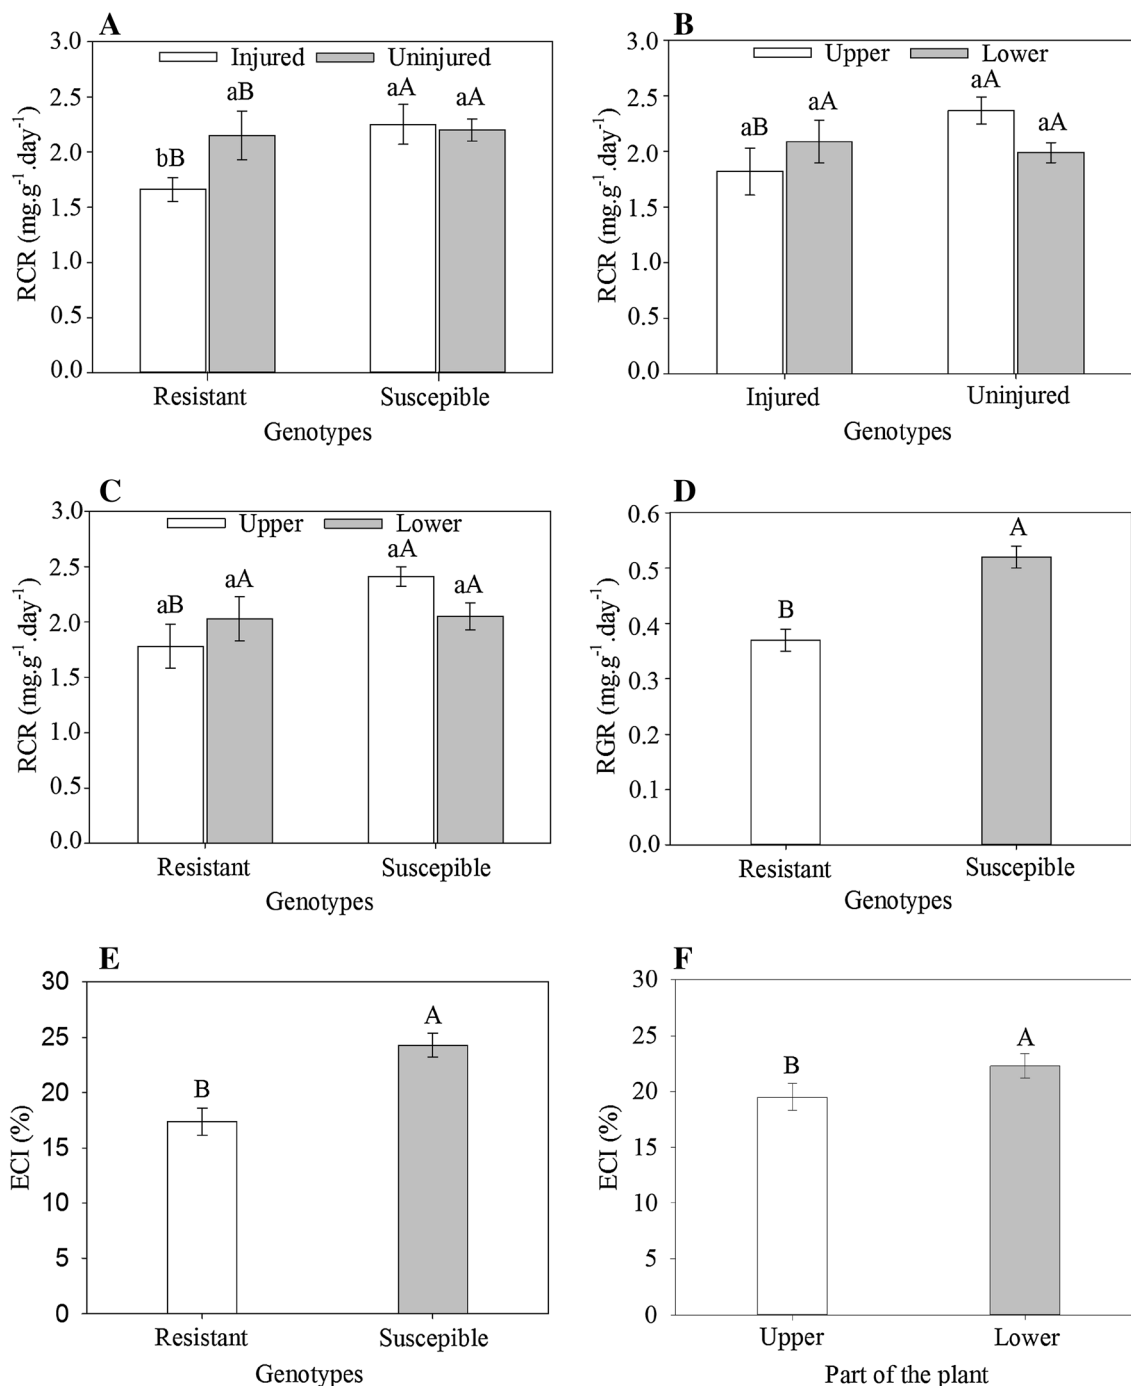 A
3.0
2.5
2.0
1.5
1.0
0.5
0.0
RCR (mg.g⁻¹.day⁻¹)
Injured Uninjured
bB aB aA aA
Resistant Suscepible
Genotypes
B
3.0
2.5
2.0
1.5
1.0
0.5
0.0
RCR (mg.g⁻¹.day⁻¹)
Upper Lower
aB aA aA aA
Injured Uninjured
Genotypes
C
3.0
2.5
2.0
1.5
1.0
0.5
0.0
RCR (mg.g⁻¹.day⁻¹)
Upper Lower
aB aA aA aA
Resistant Suscepible
Genotypes
D
0.6
0.5
0.4
0.3
0.2
0.1
0.0
RGR (mg.g⁻¹.day⁻¹)
B A
Resistant Suscepible
Genotypes
E
30
25
20
15
10
5
0
ECI (%)
B A
Resistant Suscepible
Genotypes
F
30
25
20
15
10
5
0
ECI (%)
B A
Upper Lower
Part of the plant